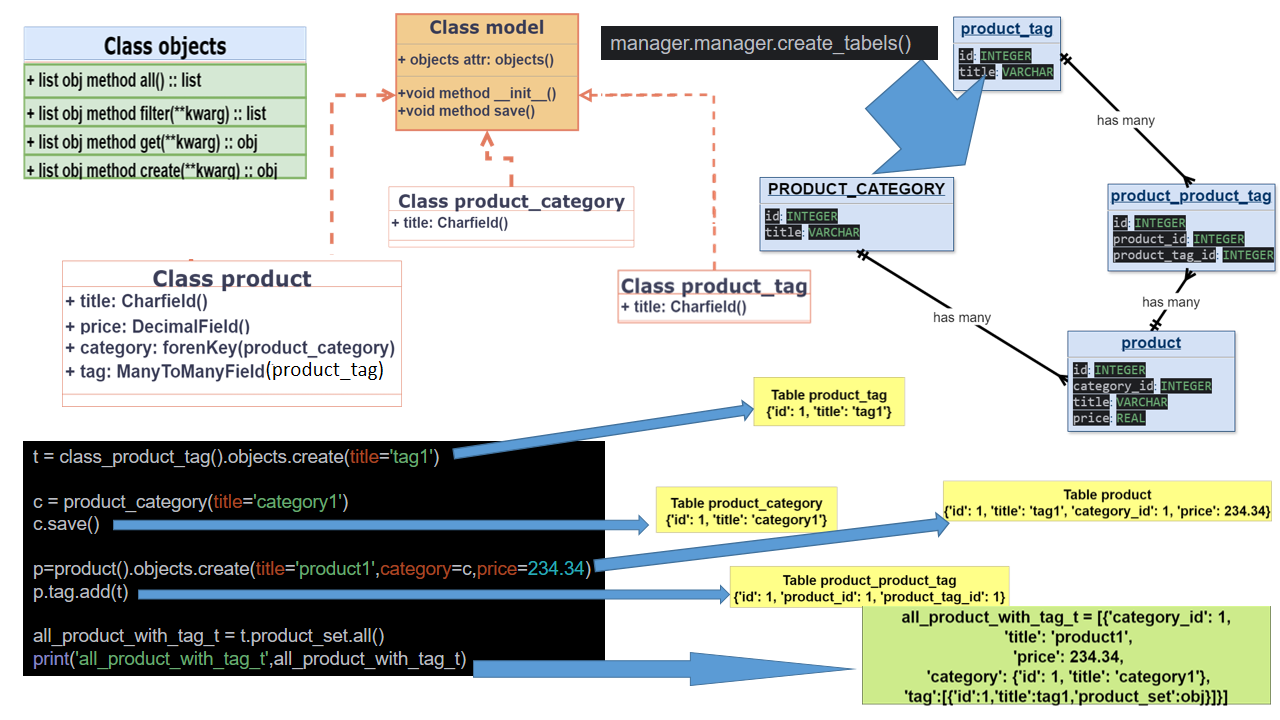 Class objects
+ list obj method all() :: list
+ list obj method filter(**kwarg) :: list
+ list obj method get(**kwarg) :: obj
+ list obj method create(**kwarg) :: obj
Class model
+ objects attr: objects()
+void method __init__()
+void method save()
manager.manager.create_tabels()
product_tag
id: INTEGER
title: VARCHAR
has many
Class product_category
+ title: Charfield()
PRODUCT_CATEGORY
id: INTEGER
title: VARCHAR
product_product_tag
id: INTEGER
product_id: INTEGER
product_tag_id: INTEGER
Class product
+ title: Charfield()
+ price: DecimalField()
+ category: forenKey(product_category)
+ tag: ManyToManyField(product_tag)
Class product_tag
+ title: Charfield()
has many
has many
product
id: INTEGER
category_id: INTEGER
title: VARCHAR
price: REAL
t = class_product_tag().objects.create(title='tag1')
c = product_category(title='category1')
c.save()
p=product().objects.create(title='product1',category=c,price=234.34)
p.tag.add(t)
all_product_with_tag_t = t.product_set.all()
print('all_product_with_tag_t',all_product_with_tag_t)
Table product_tag
{'id': 1, 'title': 'tag1'}
Table product_category
{'id': 1, 'title': 'category1'}
Table product
{'id': 1, 'title': 'tag1', 'category_id': 1, 'price': 234.34}
Table product_product_tag
{'id': 1, 'product_id': 1, 'product_tag_id': 1}
all_product_with_tag_t = [{'category_id': 1,
'title': 'product1',
'price': 234.34,
'category': {'id': 1, 'title': 'category1'},
'tag':[{'id':1,'title':tag1,'product_set':obj}]}]